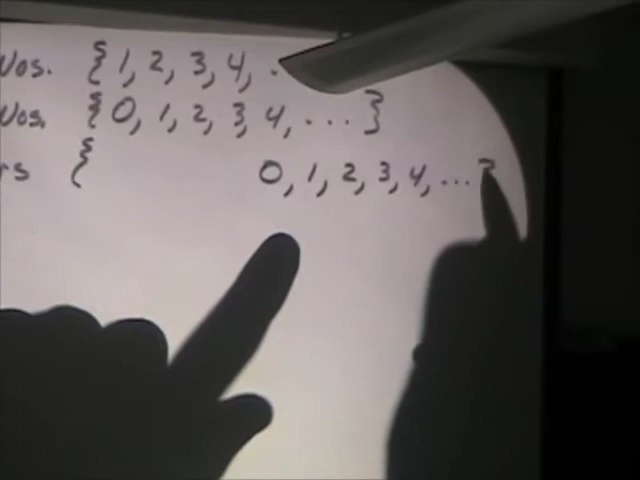 Nos. { 1, 2, 3, 4, .
Nos. { 0, 1, 2, 3, 4, ... }
rs { 0, 1, 2, 3, 4, ...